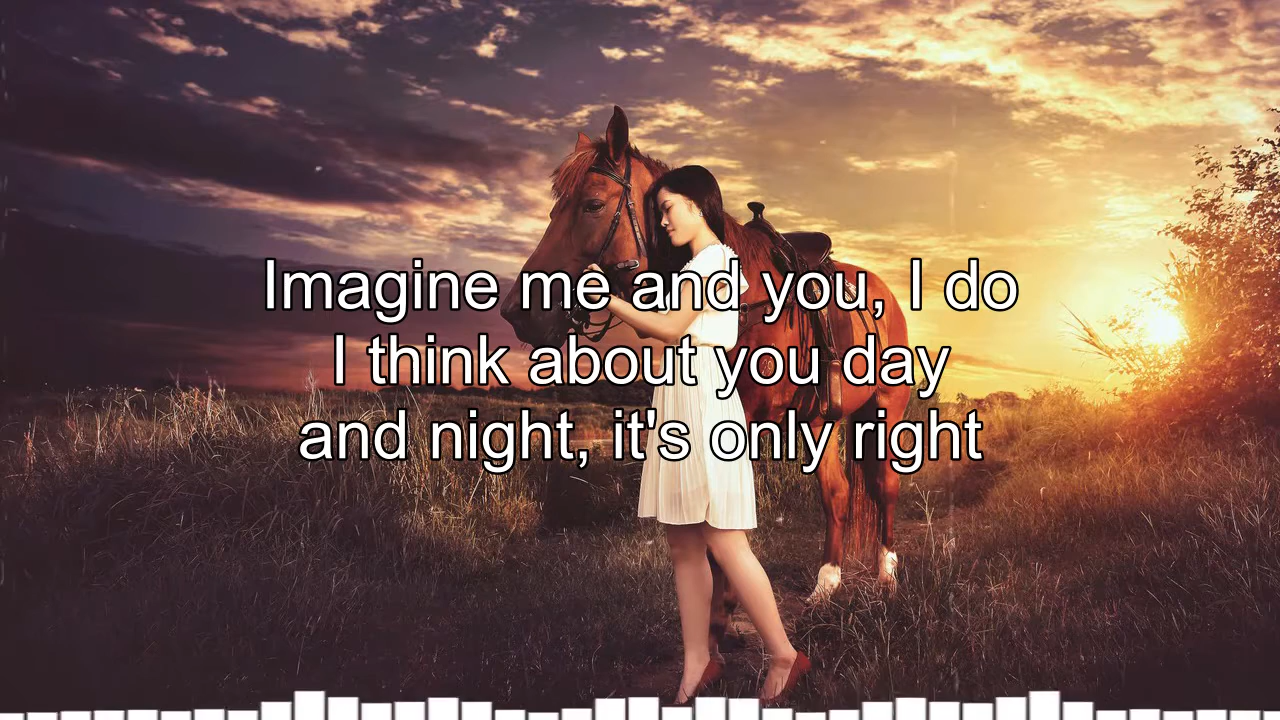 Imagine me and you, I do
I think about you day
and night, it's only right